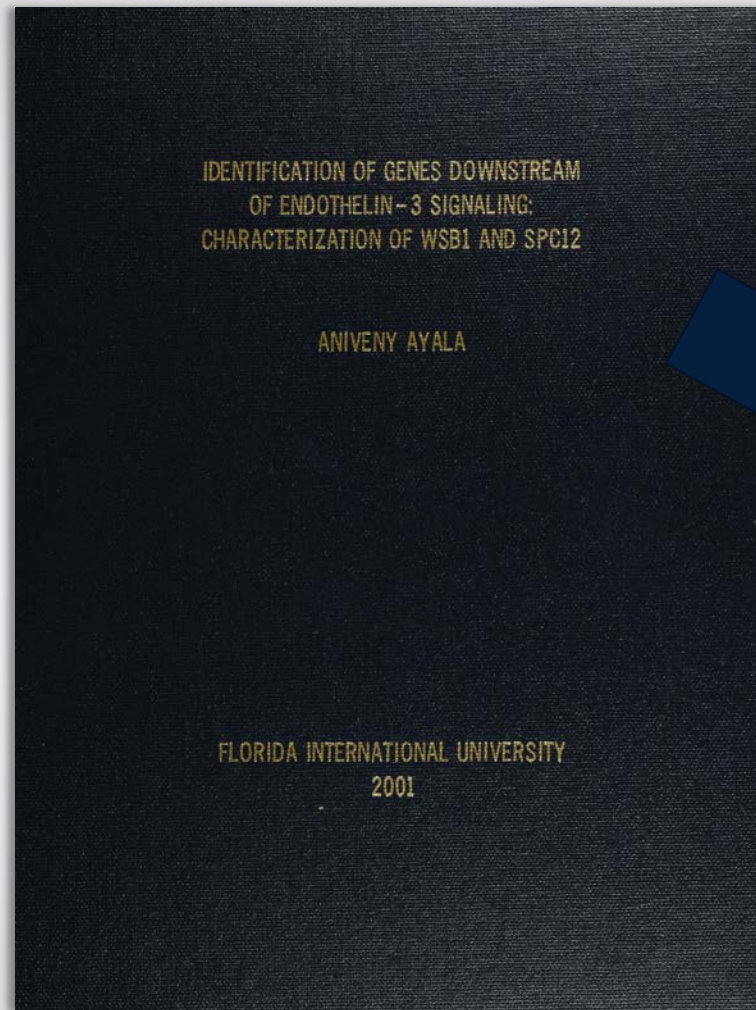 IDENTIFICATION OF GENES DOWNSTREAM
OF ENDOTHELIN-3 SIGNALING:
CHARACTERIZATION OF WSB1 AND SPC12
ANIVENY AYALA
FLORIDA INTERNATIONAL UNIVERSITY
2001